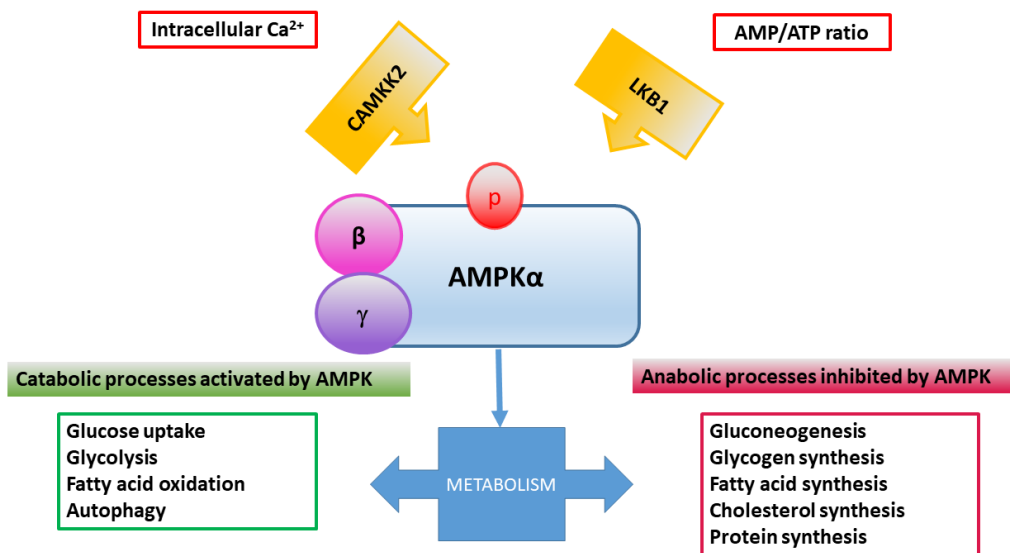 Intracellular Ca²⁺
AMP/ATP ratio
CAMKK2
LKB1
p
β
AMPKα
γ
Catabolic processes activated by AMPK
Anabolic processes inhibited by AMPK
Glucose uptake
Glycolysis
Fatty acid oxidation
Autophagy
METABOLISM
Gluconeogenesis
Glycogen synthesis
Fatty acid synthesis
Cholesterol synthesis
Protein synthesis